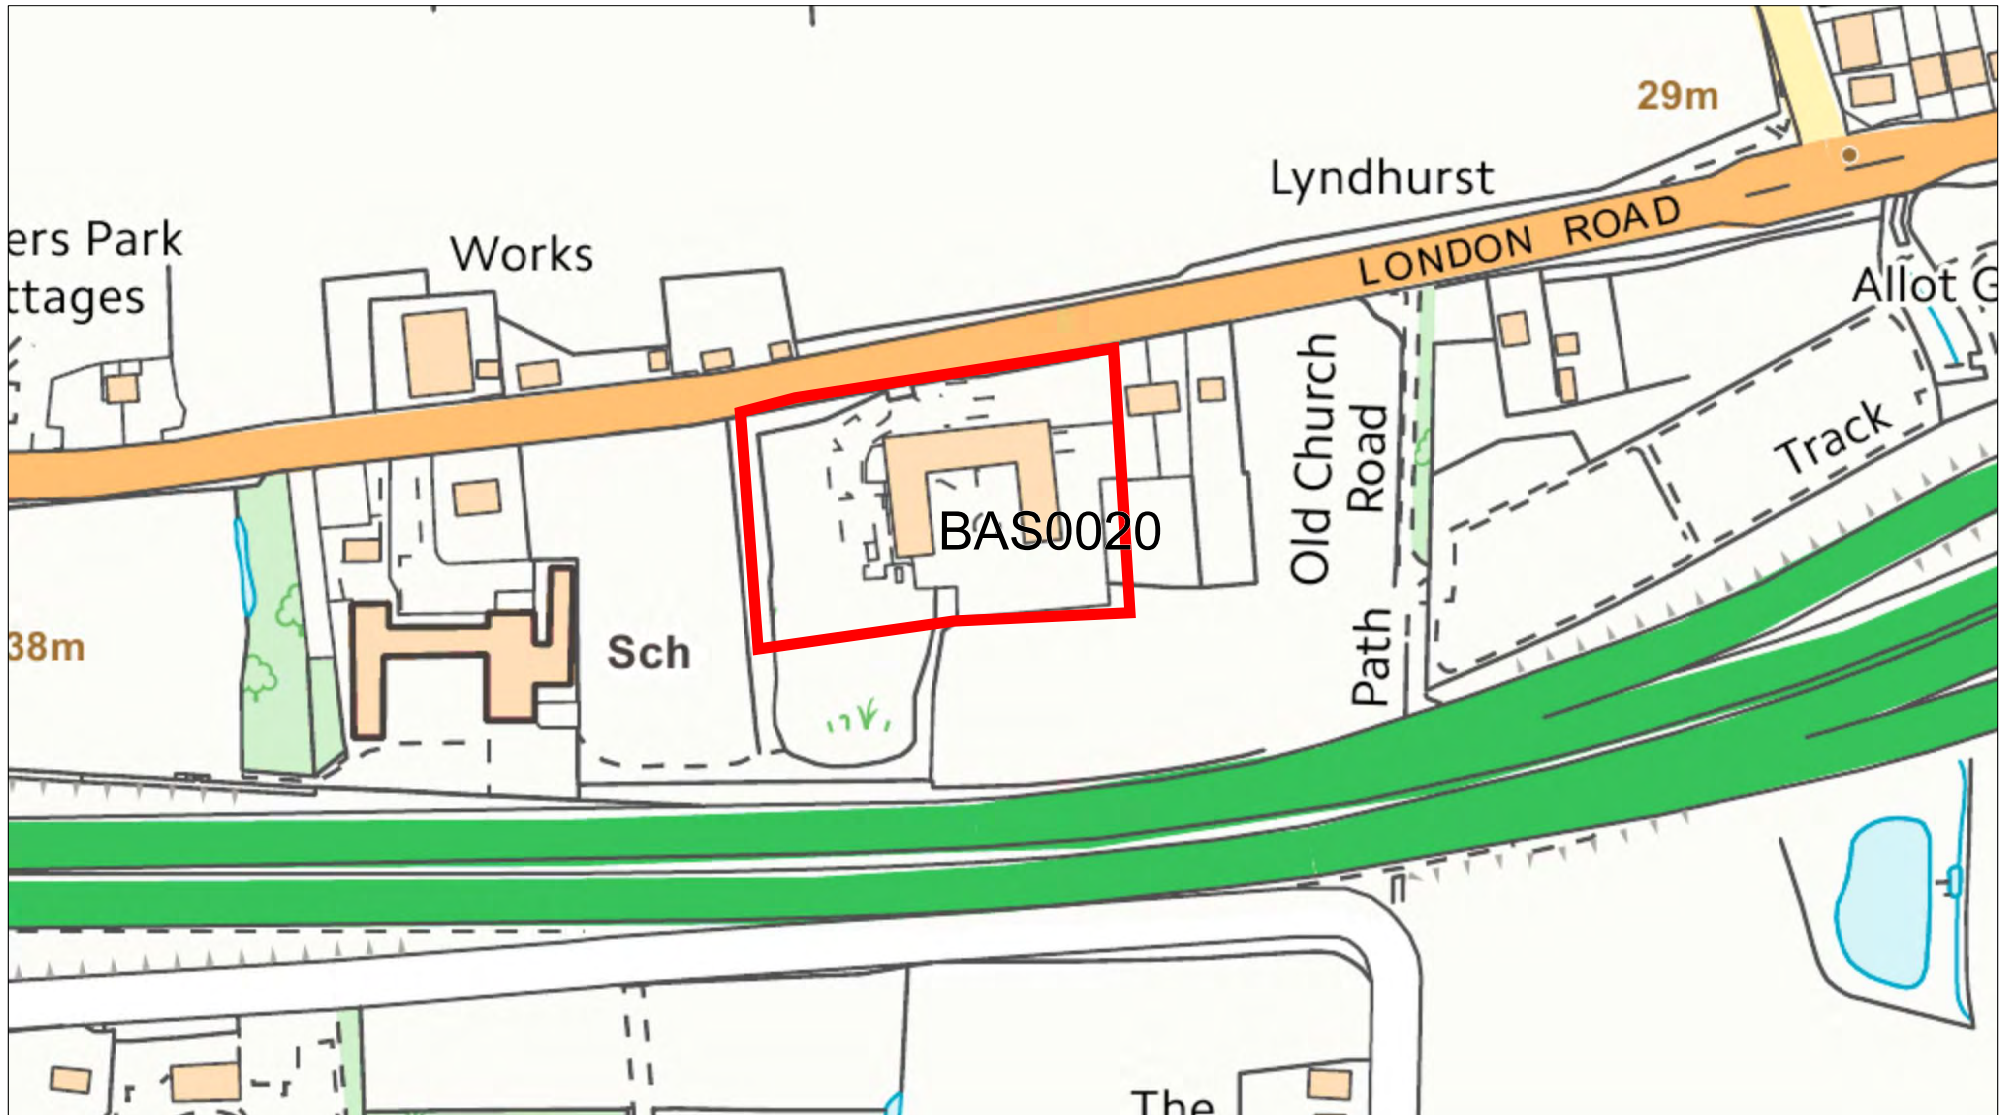 29m
Lyndhurst
LONDON ROAD
ers Park
ttages
Works
Allot G
Old Church
Road
Track
BAS0020
Path
Sch
38m
The